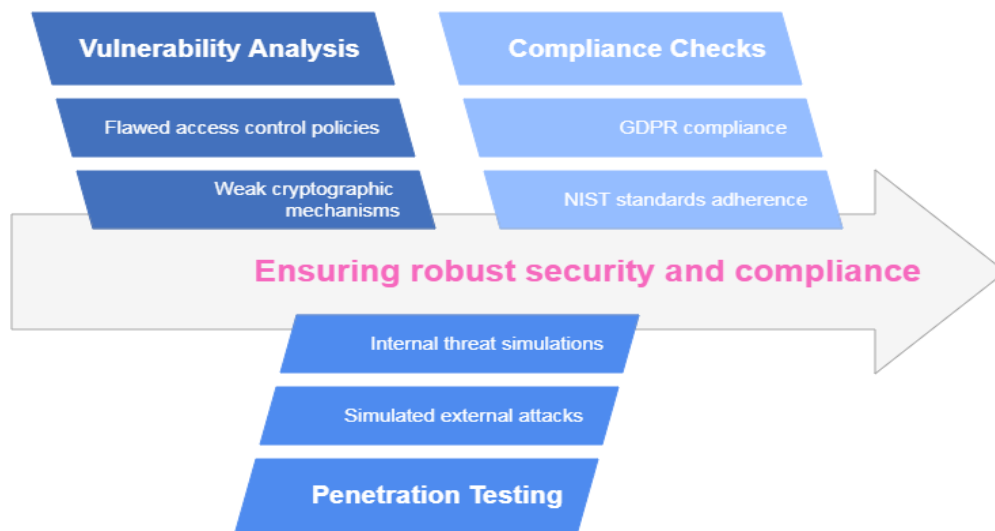 Vulnerability Analysis
Flawed access control policies
Weak cryptographic
mechanisms
Compliance Checks
GDPR compliance
NIST standards adherence
Ensuring robust security and compliance
Internal threat simulations
Simulated external attacks
Penetration Testing